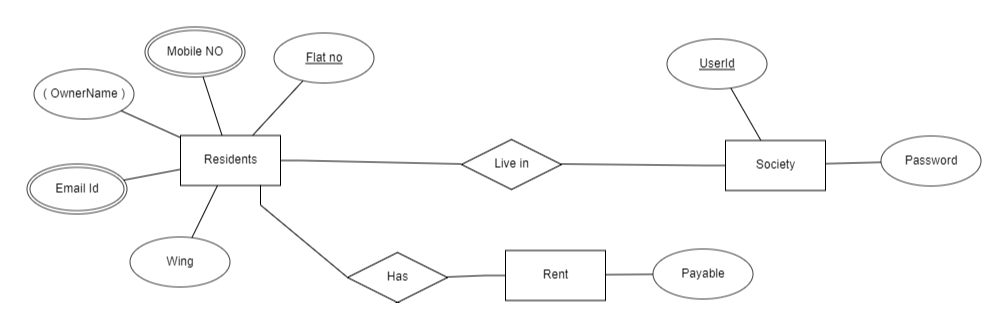 Mobile NO
Flat no
UserId
( OwnerName )
Residents
Live in
Society
Password
Email Id
Wing
Has
Rent
Payable